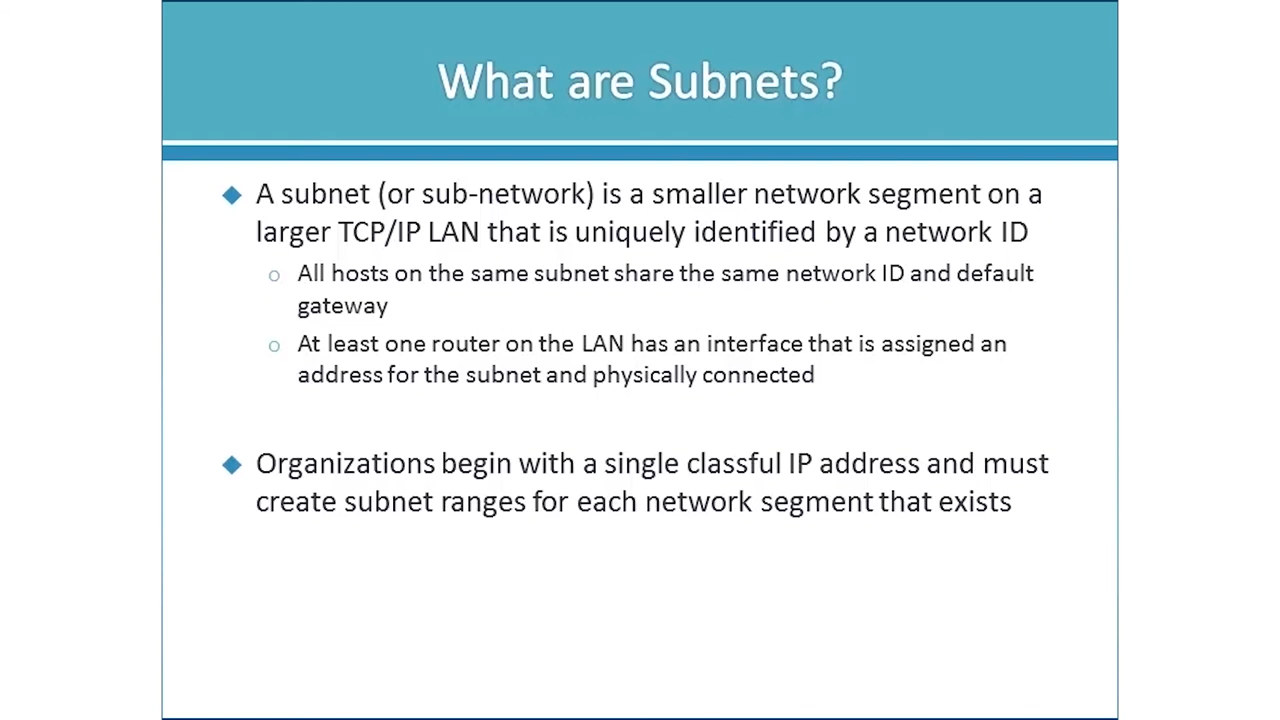 What are Subnets?
A subnet (or sub-network) is a smaller network segment on a
larger TCP/IP LAN that is uniquely identified by a network ID
All hosts on the same subnet share the same network ID and default
gateway
At least one router on the LAN has an interface that is assigned an
address for the subnet and physically connected
Organizations begin with a single classful IP address and must
create subnet ranges for each network segment that exists